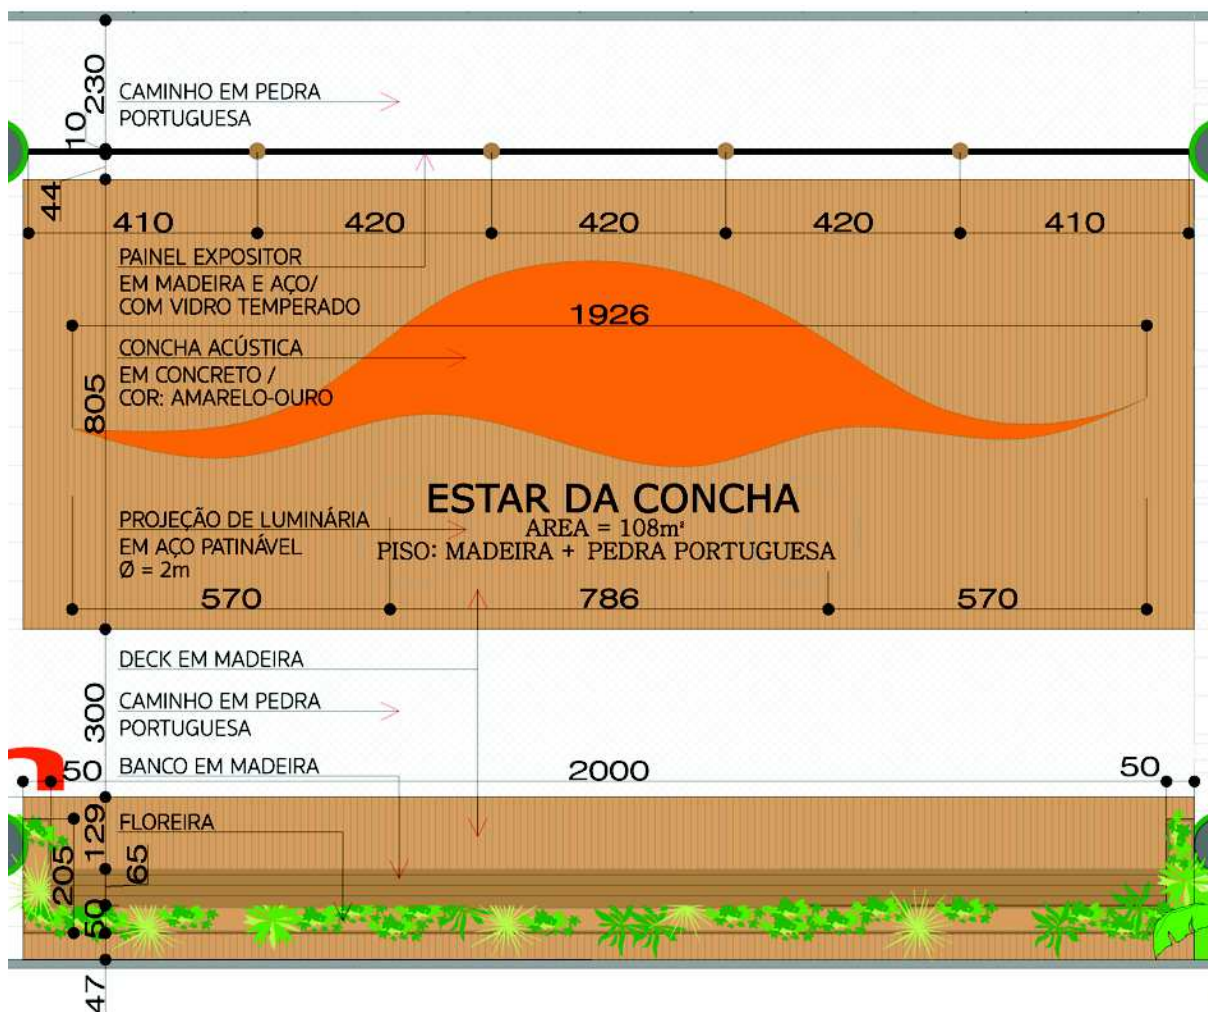 230
CAMINHO EM PEDRA
PORTUGUESA
10
44
410
420
420
420
410
PAINEL EXPOSITOR
EM MADEIRA E AÇO/
COM VIDRO TEMPERADO
1926
CONCHA ACÚSTICA
EM CONCRETO /
COR: AMARELO-OURO
805
ESTAR DA CONCHA
AREA = 108m²
PISO: MADEIRA + PEDRA PORTUGUESA
PROJEÇÃO DE LUMINÁRIA
EM AÇO PATINÁVEL
Ø = 2m
570
786
570
DECK EM MADEIRA
300
CAMINHO EM PEDRA
PORTUGUESA
50
BANCO EM MADEIRA
2000
50
129
FLOREIRA
205
65
50
47